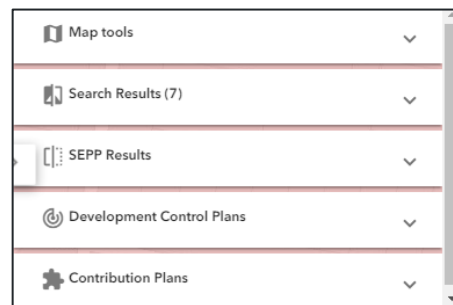 Map tools
Search Results (7)
SEPP Results
Development Control Plans
Contribution Plans